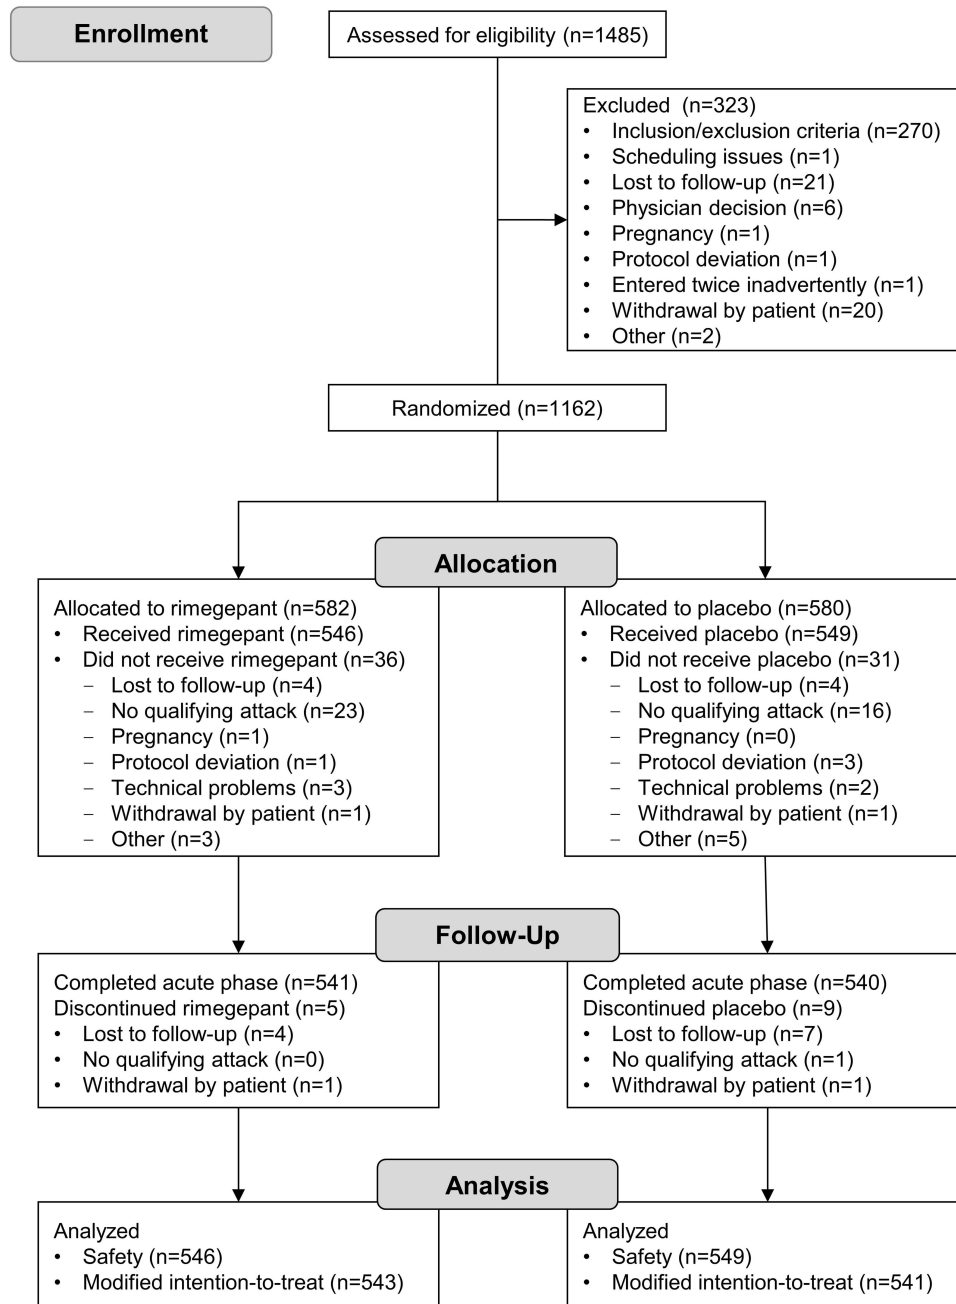 Enrollment
Assessed for eligibility (n=1485)
Excluded  (n=323)
• Inclusion/exclusion criteria (n=270)
• Scheduling issues (n=1)
• Lost to follow-up (n=21)
• Physician decision (n=6)
• Pregnancy (n=1)
• Protocol deviation (n=1)
• Entered twice inadvertently (n=1)
• Withdrawal by patient (n=20)
• Other (n=2)
Randomized (n=1162)
Allocation
Allocated to rimegepant (n=582)
• Received rimegepant (n=546)
• Did not receive rimegepant (n=36)
− Lost to follow-up (n=4)
− No qualifying attack (n=23)
− Pregnancy (n=1)
− Protocol deviation (n=1)
− Technical problems (n=3)
− Withdrawal by patient (n=1)
− Other (n=3)
Allocated to placebo (n=580)
• Received placebo (n=549)
• Did not receive placebo (n=31)
− Lost to follow-up (n=4)
− No qualifying attack (n=16)
− Pregnancy (n=0)
− Protocol deviation (n=3)
− Technical problems (n=2)
− Withdrawal by patient (n=1)
− Other (n=5)
Follow-Up
Completed acute phase (n=541)
Discontinued rimegepant (n=5)
• Lost to follow-up (n=4)
• No qualifying attack (n=0)
• Withdrawal by patient (n=1)
Completed acute phase (n=540)
Discontinued placebo (n=9)
• Lost to follow-up (n=7)
• No qualifying attack (n=1)
• Withdrawal by patient (n=1)
Analysis
Analyzed
• Safety (n=546)
• Modified intention-to-treat (n=543)
Analyzed
• Safety (n=549)
• Modified intention-to-treat (n=541)